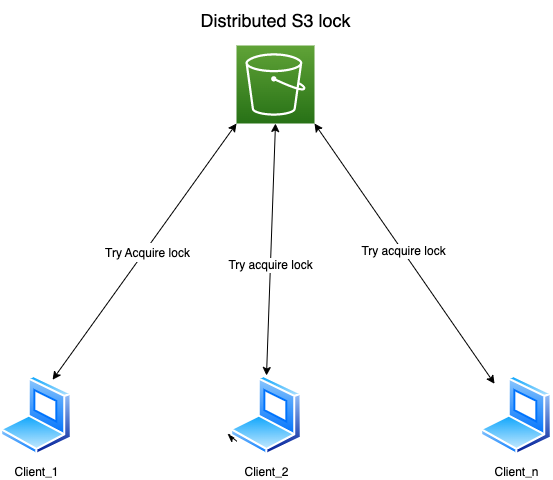 Distributed S3 lock
Try Acquire lock
Try acquire lock
Try acquire lock
Client_1
Client_2
Client_n